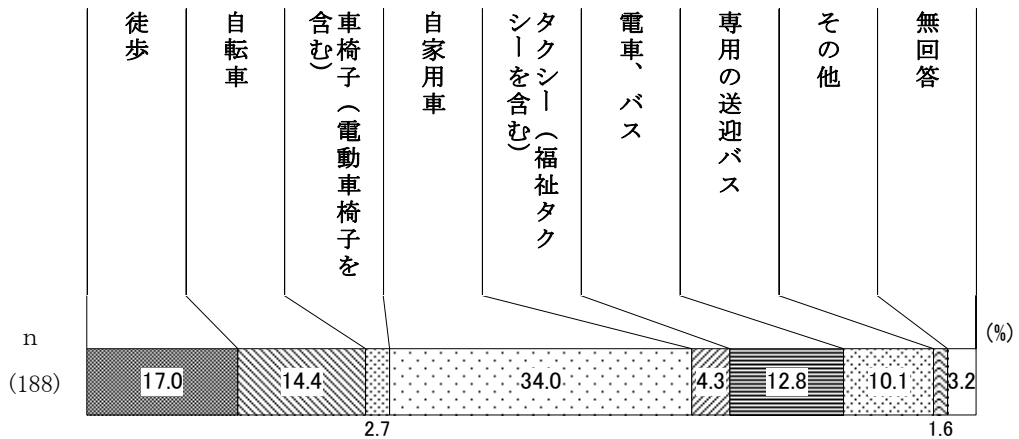 徒歩
自転車
車椅子（電動車椅子を
含む）
自家用車
タクシー（福祉タク
シーを含む）
電車、バス
専用の送迎バス
その他
無回答
n
(%)
(188)
17.0
14.4
34.0
4.3
12.8
10.1
3.2
2.7
1.6